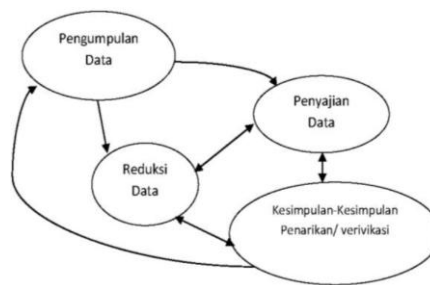 Pengumpulan
Data
Penyajian
Data
Reduksi
Data
Kesimpulan-Kesimpulan
Penarikan/ verivikasi)